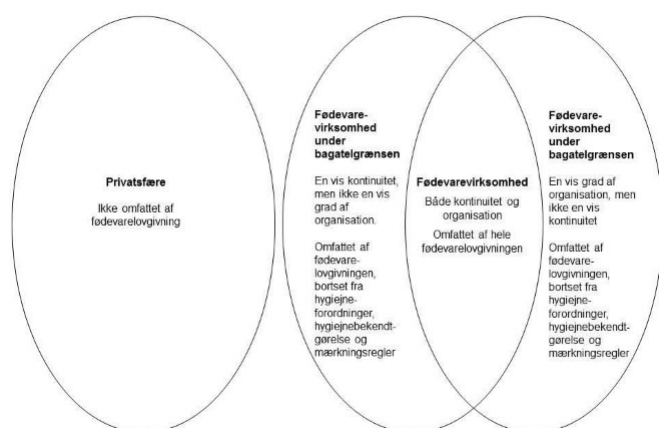 Privatsfære
Ikke omfattet af
fødevarelovgivning
Fødevare-
virksomhed
under
bagatelgrænsen
En vis kontinuitet,
men ikke en vis
grad af
organisation.
Omfattet af
fødevare-
lovgivningen,
bortset fra
hygiejne-
forordninger,
hygiejnebekendt-
gørelse og
mærkningsregler
Fødevarevirksomhed
Både kontinuitet og
organisation
Omfattet af hele
fødevarelovgivningen
Fødevare-
virksomhed
under
bagatelgrænsen
En vis grad af
organisation, men
ikke en vis
kontinuitet
Omfattet af
fødevare-
lovgivningen,
bortset fra
hygiejne-
forordninger,
hygiejnebekendt-
gørelse og
mærkningsregler